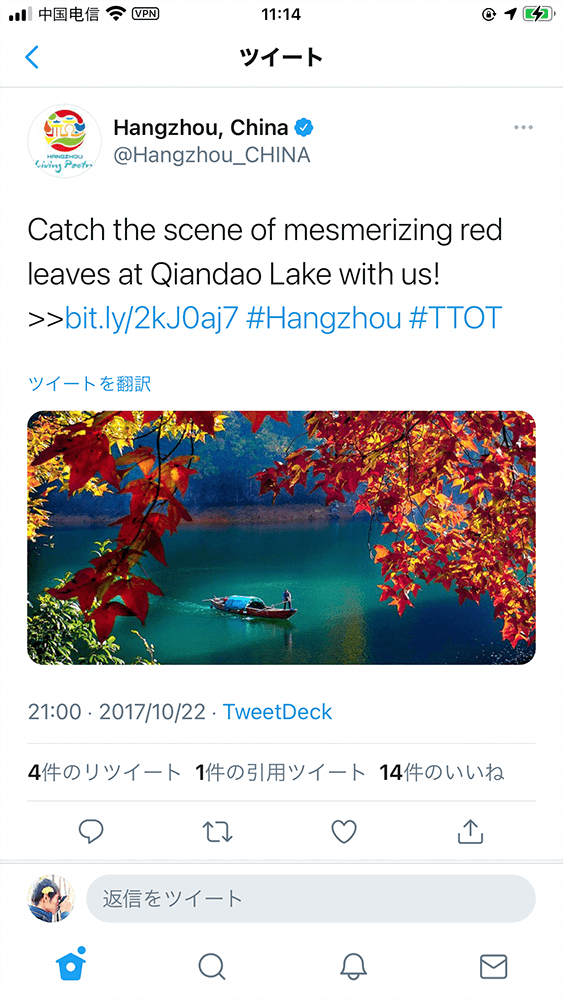 中国电信 VPN 11:14
ツイート
HANGZHOU
Living Poetry
Hangzhou, China
@Hangzhou_CHINA
Catch the scene of mesmerizing red
leaves at Qiandao Lake with us!
>>bit.ly/2kJ0aj7 #Hangzhou #TTOT
ツイートを翻訳
21:00 · 2017/10/22 · TweetDeck
4件のリツイート 1件の引用ツイート 14件のいいね
返信をツイート